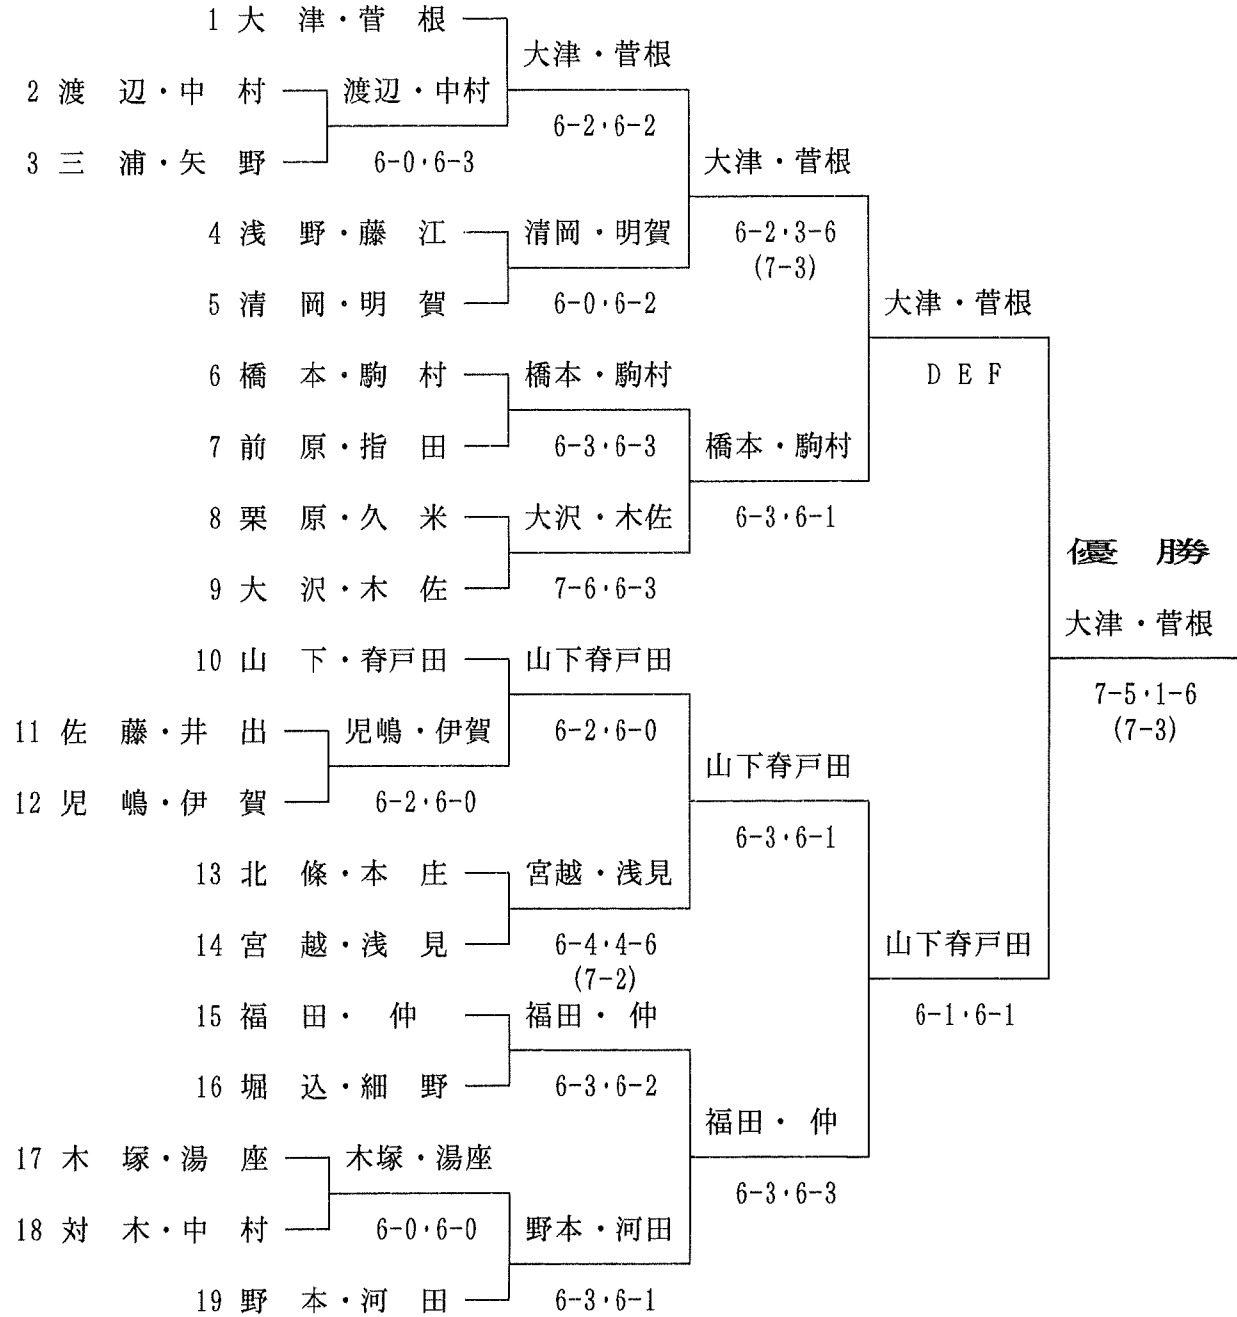 1 大 津・菅 根
大津・菅根
2 渡 辺・中 村 渡辺・中村
6-2・6-2
3 三 浦・矢 野 6-0・6-3 大津・菅根
4 浅 野・藤 江 清岡・明賀 6-2・3-6
(7-3)
5 清 岡・明 賀 6-0・6-2 大津・菅根
6 橋 本・駒 村 橋本・駒村 D E F
7 前 原・指 田 6-3・6-3 橋本・駒村
8 栗 原・久 米 大沢・木佐 6-3・6-1
優 勝
9 大 沢・木 佐 7-6・6-3
大津・菅根
10 山 下・脊戸田 山下脊戸田
7-5・1-6
11 佐 藤・井 出 児嶋・伊賀 6-2・6-0 (7-3)
山下脊戸田
12 児 嶋・伊 賀 6-2・6-0
6-3・6-1
13 北 條・本 庄 宮越・浅見
14 宮 越・浅 見 6-4・4-6 山下脊戸田
(7-2)
15 福 田・ 仲 福田・ 仲 6-1・6-1
16 堀 込・細 野 6-3・6-2
福田・ 仲
17 木 塚・湯 座 木塚・湯座
6-3・6-3
18 対 木・中 村 6-0・6-0 野本・河田
19 野 本・河 田 6-3・6-1